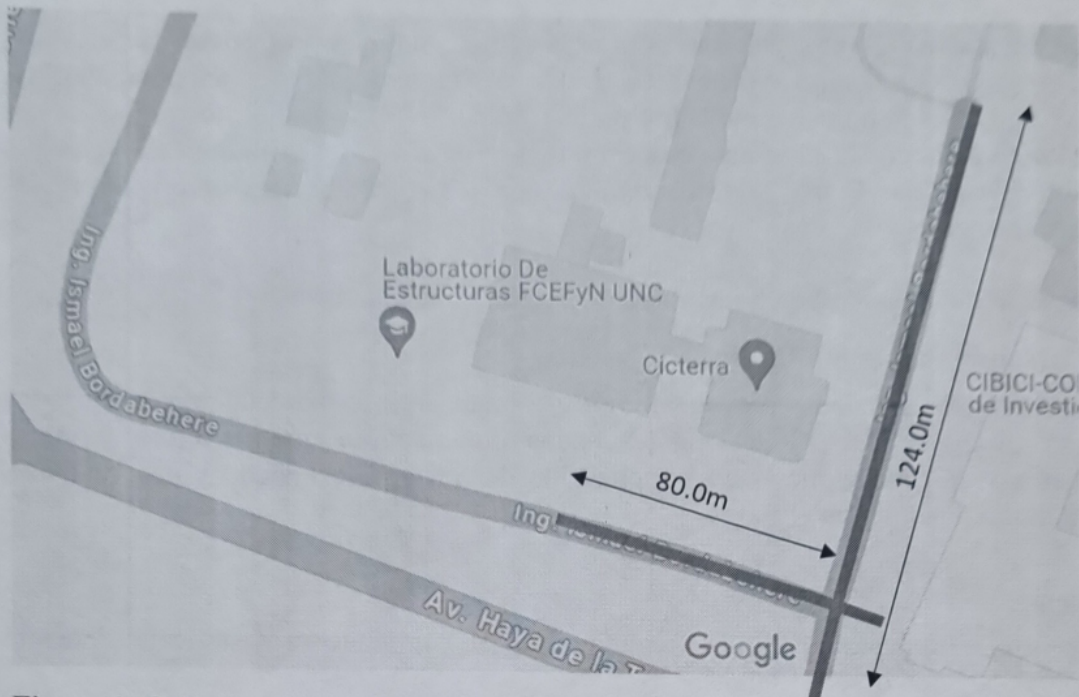 Ing. Ismael Bordabehere
Laboratorio De
Estructuras FCEFyN UNC
Cicterra
CIBICI-CO
de Investi
124.0m
80.0m
Ing.
Av. Haya de la T
Google